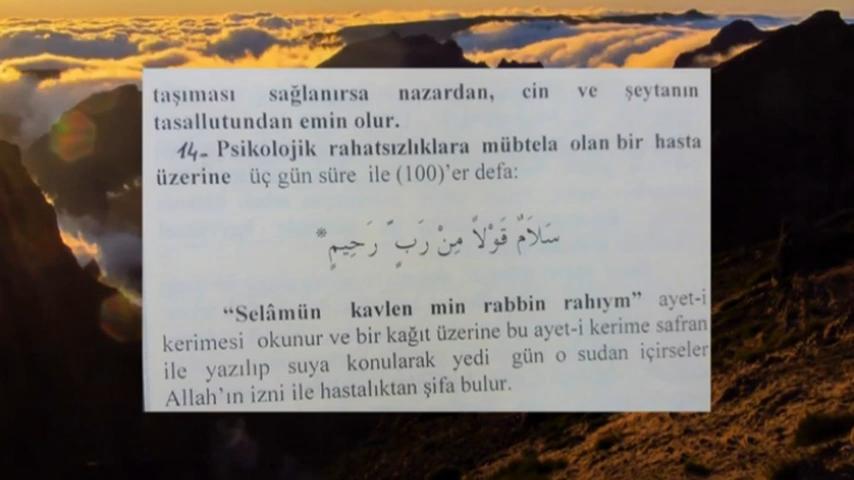 taşıması sağlanırsa nazardan, cin ve şeytanın
tasallutundan emin olur.
14- Psikolojik rahatsızlıklara mübtela olan bir hasta
üzerine üç gün süre ile (100)'er defa:
سَلاَمٌ قَوْلاً مِنْ رَبٍّ رَحِيمٍ*
“Selâmün kavlen min rabbin rahıym” ayet-i
kerimesi okunur ve bir kağıt üzerine bu ayet-i kerime safran
ile yazılıp suya konularak yedi gün o sudan içirseler
Allah'ın izni ile hastalıktan şifa bulur.